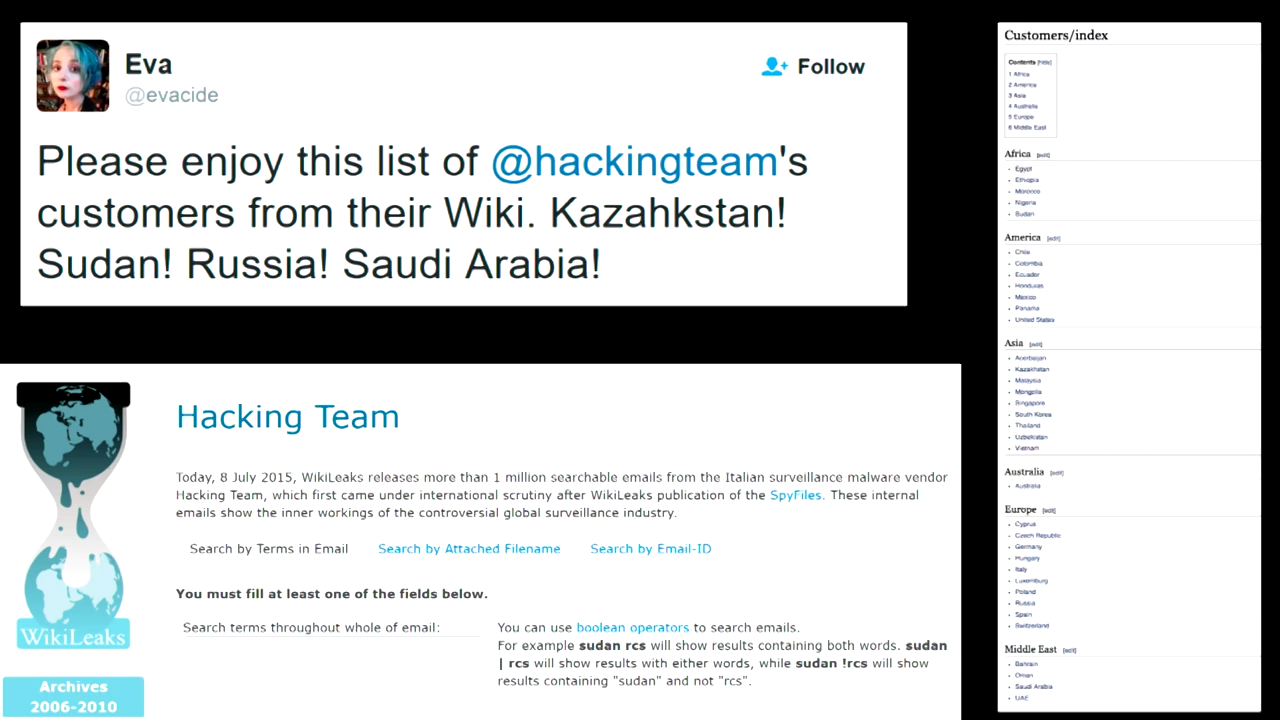 Eva
@evacide
Follow
Please enjoy this list of @hackingteam's
customers from their Wiki. Kazahkstan!
Sudan! Russia! Saudi Arabia!
Hacking Team
Today, 8 July 2015, WikiLeaks releases more than 1 million searchable emails from the Italian surveillance malware vendor
Hacking Team, which first came under international scrutiny after WikiLeaks publication of the SpyFiles. These internal
emails show the inner workings of the controversial global surveillance industry.
Search by Terms in Email Search by Attached Filename Search by Email-ID
You must fill at least one of the fields below.
Search terms throughout whole of email:
You can use boolean operators to search emails.
For example sudan rcs will show results containing both words. sudan
| rcs will show results with either words, while sudan !rcs will show
results containing "sudan" and not "rcs".
WikiLeaks
Archives
2006-2010
Customers/index
Contents [hide]
1 Africa
2 America
3 Asia
4 Australia
5 Europe
6 Middle East
Africa [edit]
Egypt
Ethiopia
Morocco
Nigeria
Sudan
America [edit]
Chile
Colombia
Ecuador
Honduras
Mexico
Panama
United States
Asia [edit]
Azerbaijan
Kazakhstan
Malaysia
Mongolia
Singapore
South Korea
Thailand
Uzbekistan
Vietnam
Australia [edit]
Australia
Europe [edit]
Cyprus
Czech Republic
Germany
Hungary
Italy
Luxemburg
Poland
Russia
Spain
Switzerland
Middle East [edit]
Bahrain
Oman
Saudi Arabia
UAE